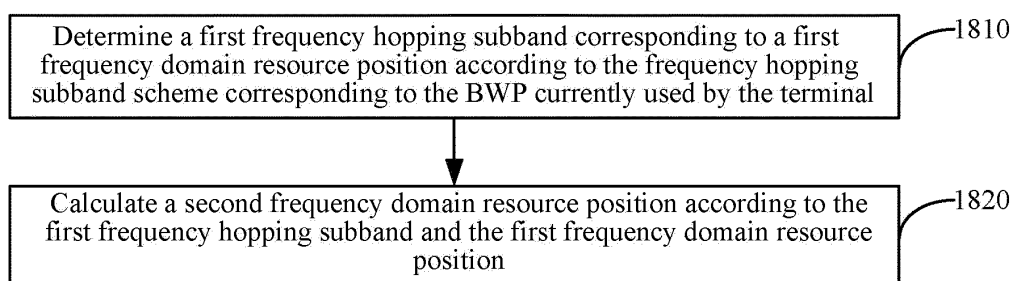 Determine a first frequency hopping subband corresponding to a first
frequency domain resource position according to the frequency hopping
subband scheme corresponding to the BWP currently used by the terminal
1810
Calculate a second frequency domain resource position according to the
first frequency hopping subband and the first frequency domain resource
position
1820